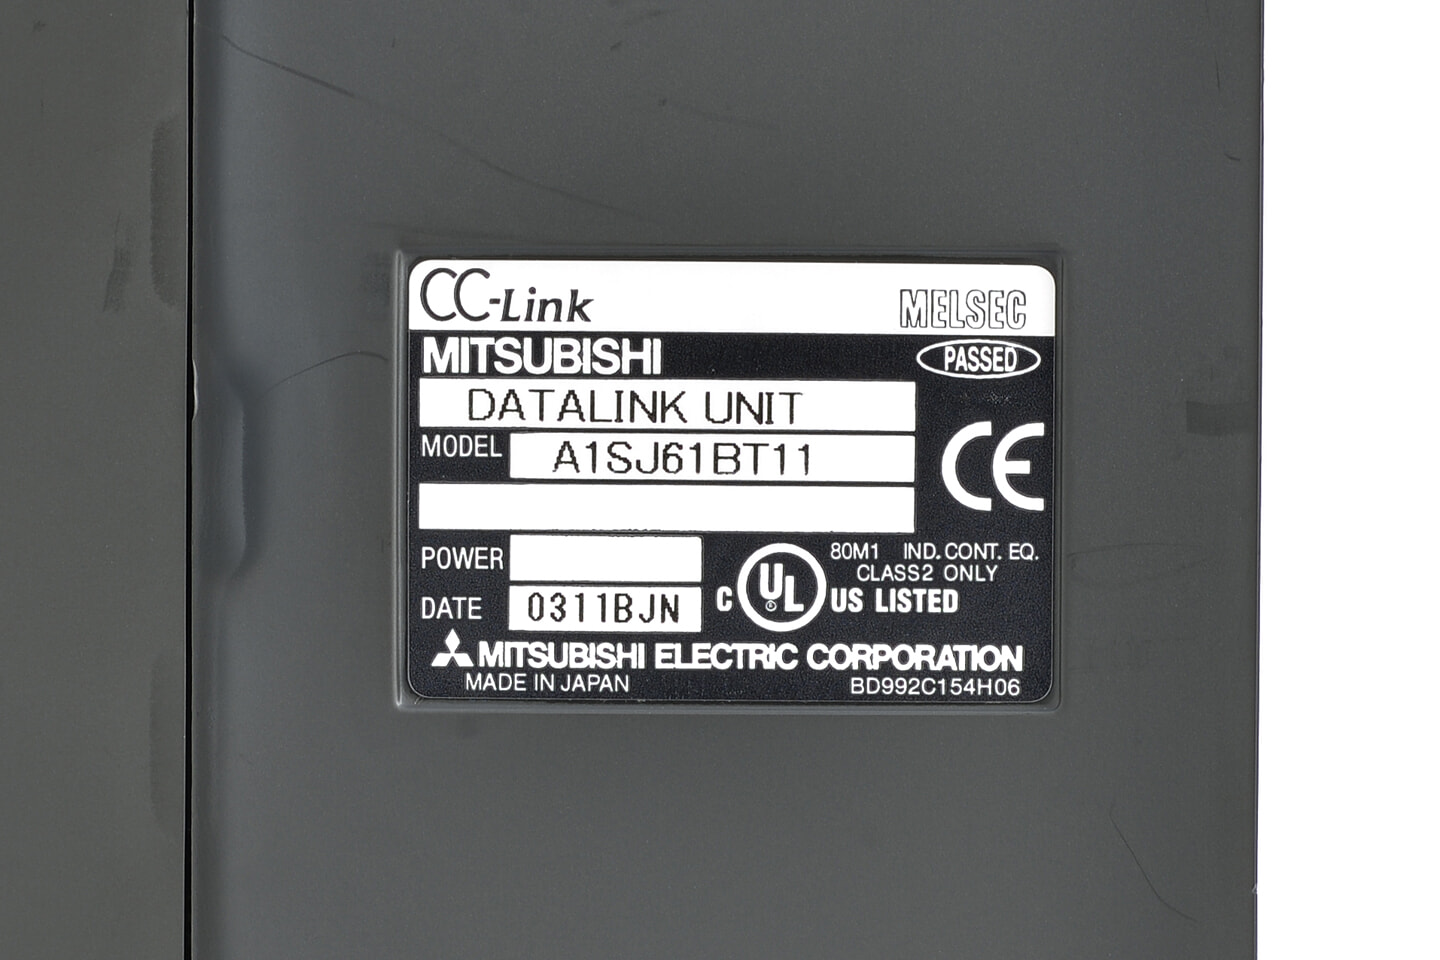 CC-Link MELSEC
MITSUBISHI PASSED
DATALINK UNIT
MODEL A1SJ61BT11
CE
POWER
80M1 IND. CONT. EQ.
CLASS2 ONLY
DATE 0311BJN
C UL US LISTED
MITSUBISHI ELECTRIC CORPORATION
MADE IN JAPAN BD992C154H06